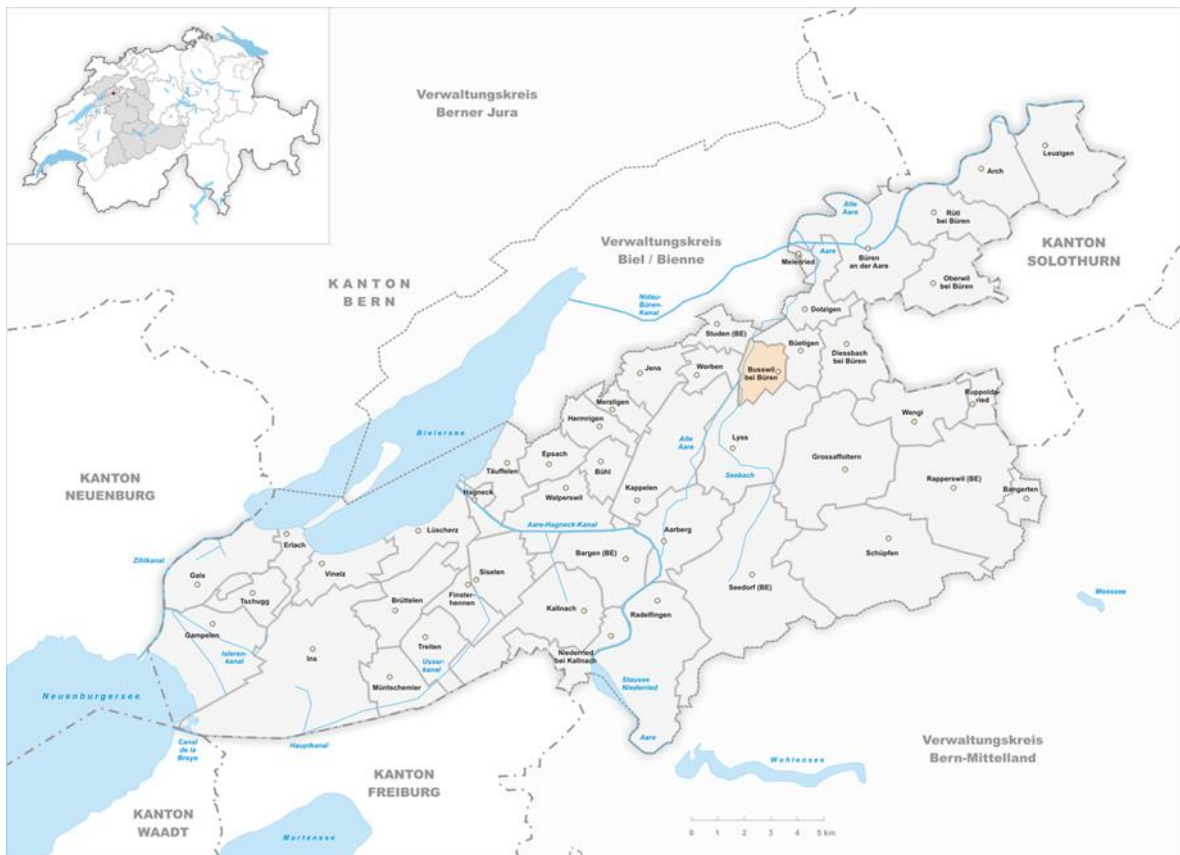 Verwaltungskreis
Berner Jura
Leuzigen
Arch
Alte
Aare
Rüti
bei Büren
Verwaltungskreis
Biel / Bienne
Aare
KANTON
SOLOTHURN
Meienried
Büren
an der Aare
KANTON
BERN
Oberwil
bei Büren
Nidau-
Büren-
Kanal
Dotzigen
Studen (BE)
Büetigen
Diessbach
bei Büren
Jens
Worben
Busswil
bei Büren
Ruppolds-
ried
Merzligen
Wengi
Hermrigen
Bielersee
Alte
Aare
Lyss
Epsach
Grossaffoltern
Täuffelen
Bühl
Seebach
KANTON
NEUENBURG
Rapperswil (BE)
Hagneck
Walperswil
Kappelen
Bangerten
Aare-Hagneck-Kanal
Aarberg
Lüscherz
Erlach
Schüpfen
Bargen (BE)
Zihlkanal
Vinelz
Gals
Siselen
Seedorf (BE)
Finster-
hennen
Tschugg
Brüttelen
Kallnach
Radelfingen
Moossee
Gampelen
Treiten
Islerenkanal
Ins
Niederried
bei Kallnach
Usser-
kanal
Müntschemier
Stausee
Niederried
Neuenburgersee
Canal
de la
Broye
Hauptkanal
Aare
Verwaltungskreis
Bern-Mittelland
Wohlensee
KANTON
FREIBURG
KANTON
WAADT
0 1 2 3 4 5 km
Murtensee